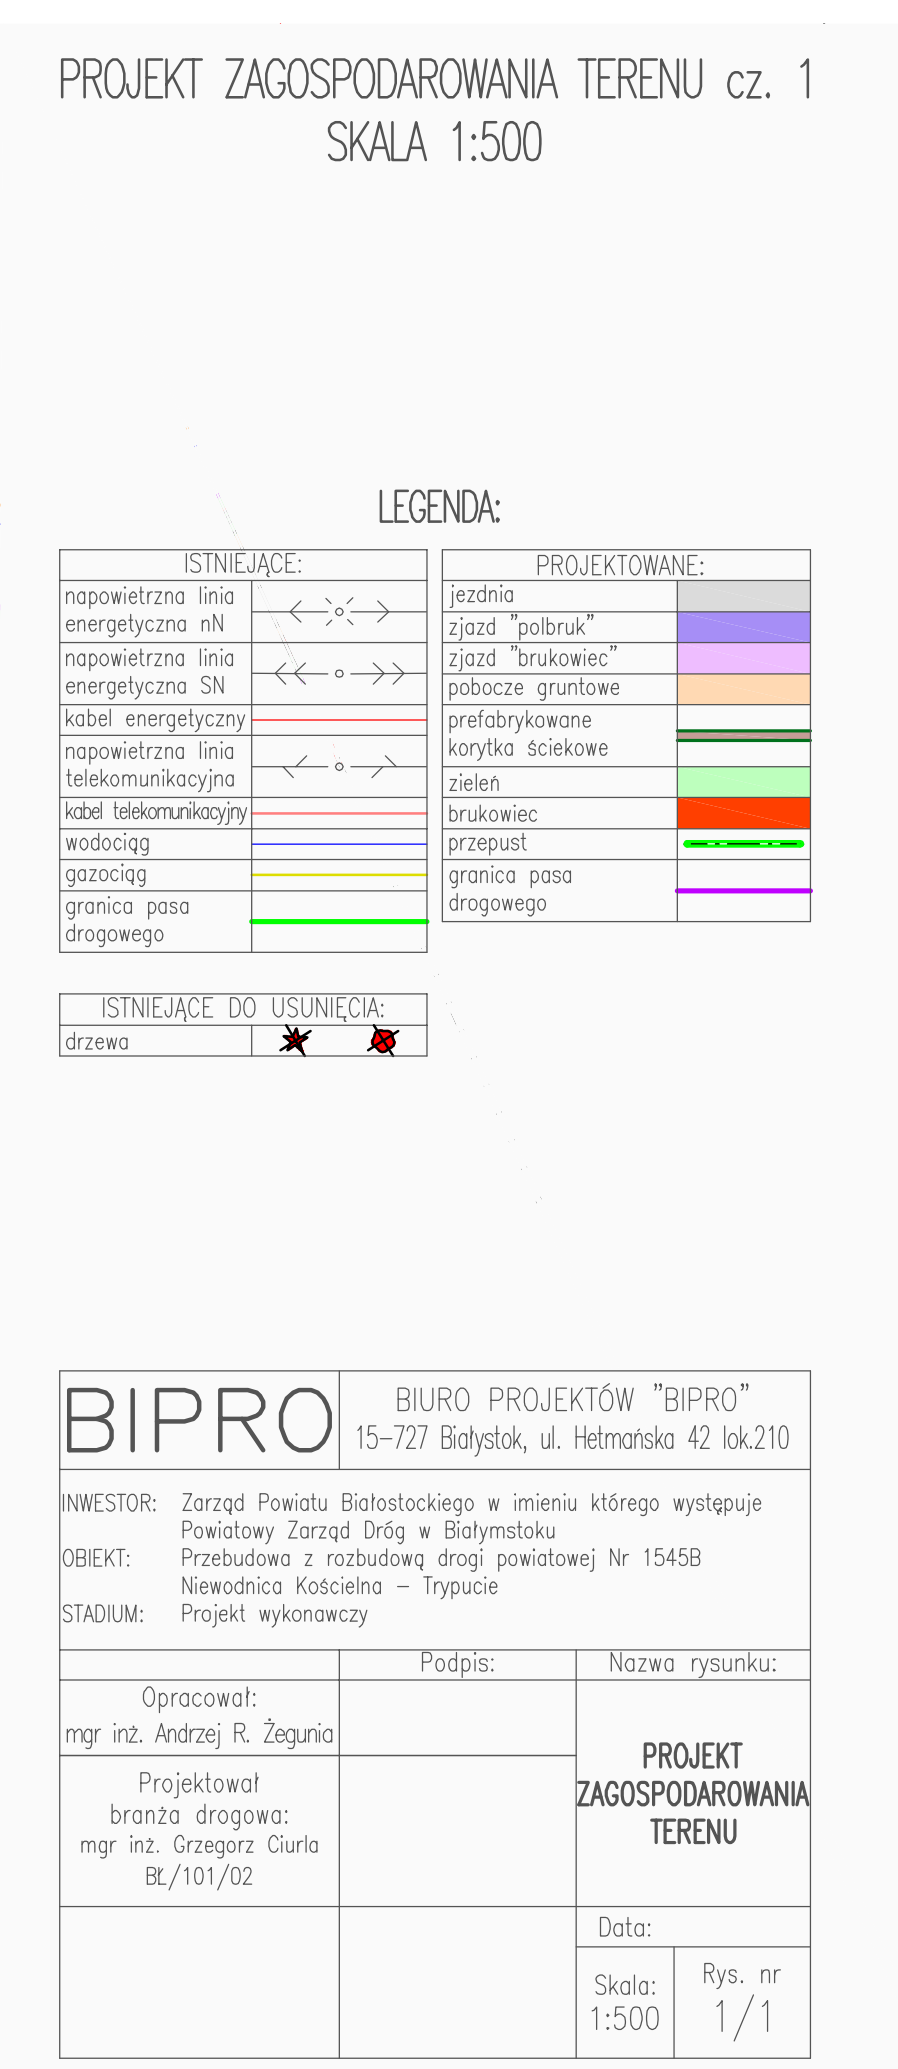 PROJEKT ZAGOSPODAROWANIA TERENU cz. 1
SKALA 1:500
LEGENDA:
ISTNIEJĄCE:
napowietrzna linia
energetyczna nN
napowietrzna linia
energetyczna SN
kabel energetyczny
napowietrzna linia
telekomunikacyjna
kabel telekomunikacyjny
wodociąg
gazociąg
granica pasa
drogowego
PROJEKTOWANE:
jezdnia
zjazd "polbruk"
zjazd "brukowiec"
pobocze gruntowe
prefabrykowane
korytka ściekowe
zieleń
brukowiec
przepust
granica pasa
drogowego
ISTNIEJĄCE DO USUNIĘCIA:
drzewa
BIPRO
BIURO PROJEKTÓW "BIPRO"
15-727 Białystok, ul. Hetmańska 42 lok.210
INWESTOR: Zarząd Powiatu Białostockiego w imieniu którego występuje
Powiatowy Zarząd Dróg w Białymstoku
OBIEKT: Przebudowa z rozbudową drogi powiatowej Nr 1545B
Niewodnica Kościelna – Trypucie
STADIUM: Projekt wykonawczy
Podpis:
Nazwa rysunku:
Opracował:
mgr inż. Andrzej R. Żegunia
Projektował
branża drogowa:
mgr inż. Grzegorz Ciurla
BŁ/101/02
PROJEKT
ZAGOSPODAROWANIA
TERENU
Data:
Skala:
1:500
Rys. nr
1/1